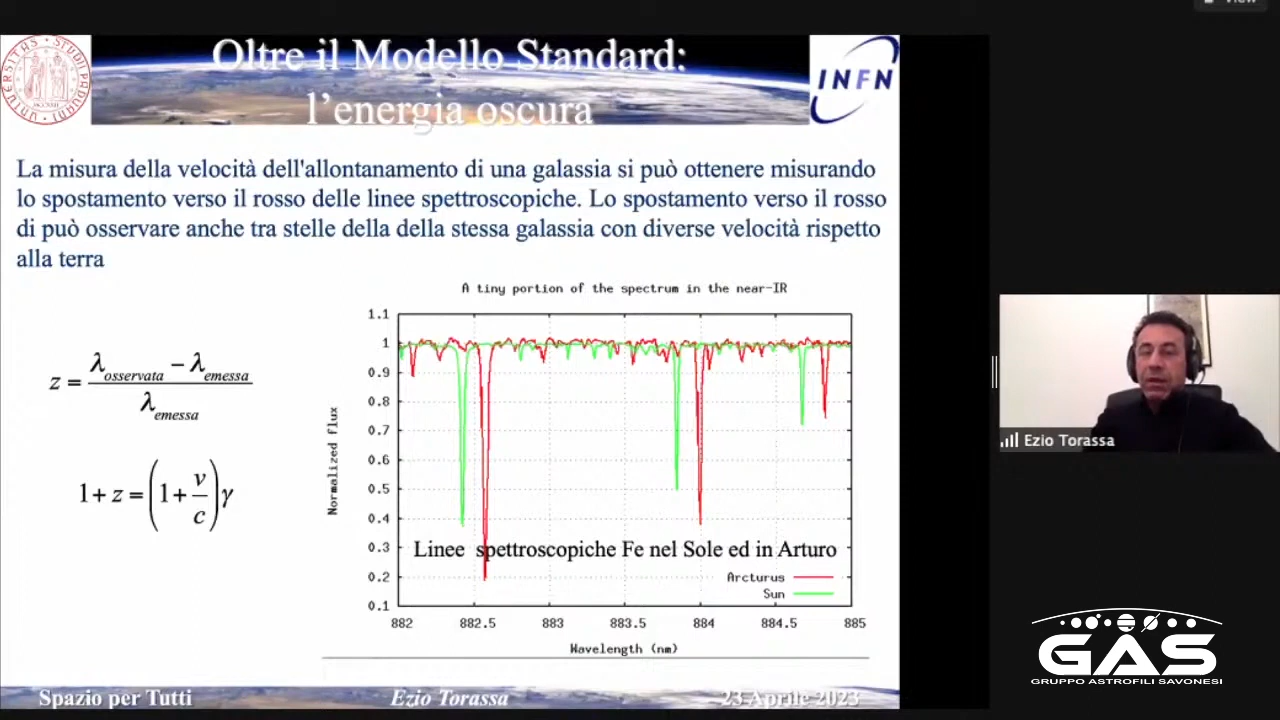 View
Oltre il Modello Standard:
l'energia oscura
INFN
La misura della velocità dell'allontanamento di una galassia si può ottenere misurando
lo spostamento verso il rosso delle linee spettroscopiche. Lo spostamento verso il rosso
di può osservare anche tra stelle della della stessa galassia con diverse velocità rispetto
alla terra
z = (λosservata − λemessa) / λemessa
1 + z = (1 + v/c) γ
A tiny portion of the spectrum in the near-IR
Normalized flux
1.1
1
0.9
0.8
0.7
0.6
0.5
0.4
0.3
0.2
0.1
Linee spettroscopiche Fe nel Sole ed in Arturo
Arcturus
Sun
882 882.5 883 883.5 884 884.5 885
Wavelength (nm)
Spazio per Tutti Ezio Torassa 23 Aprile 2023
Ezio Torassa
GAS
GRUPPO ASTROFILI SAVONESI